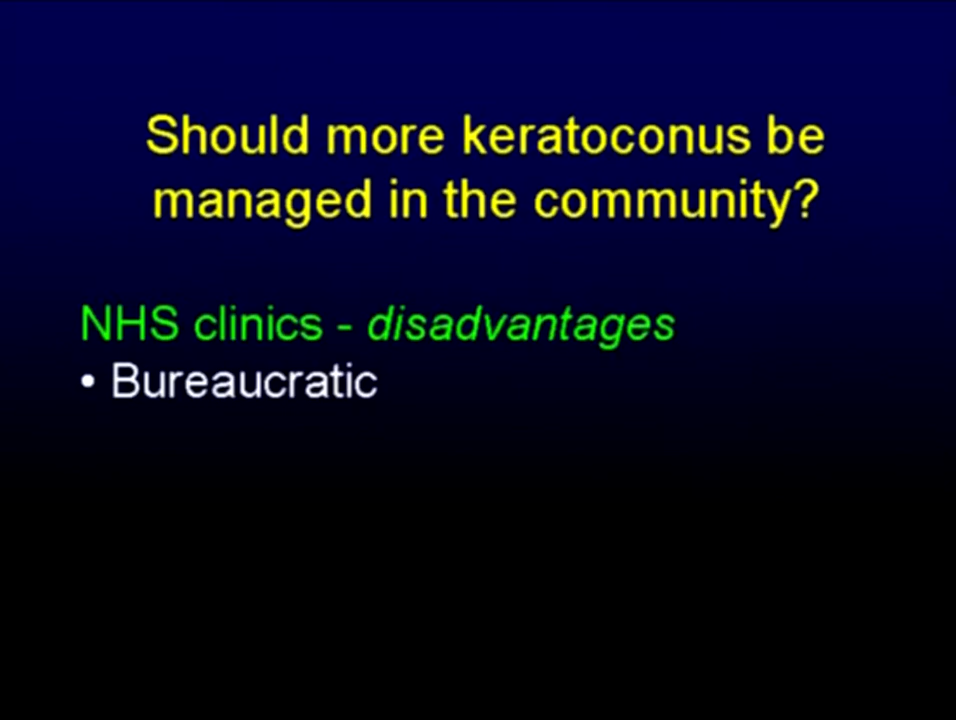 Should more keratoconus be
managed in the community?
NHS clinics - disadvantages
• Bureaucratic